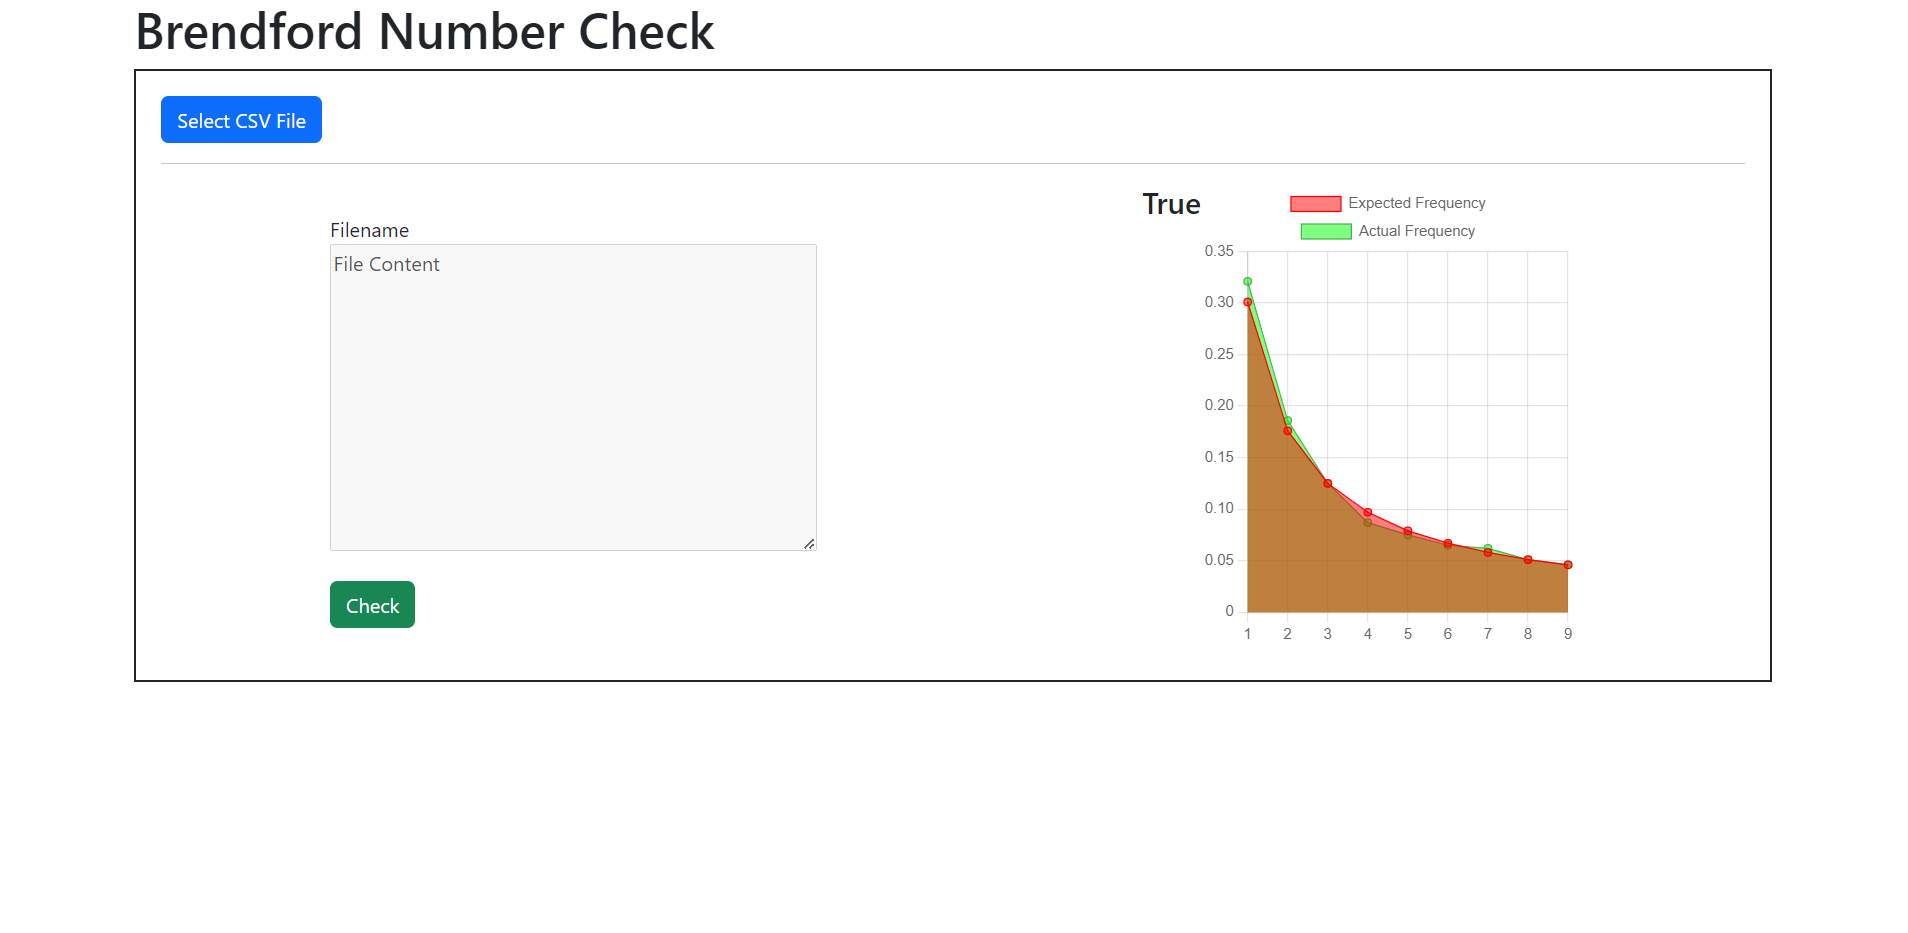 Brendford Number Check
Select CSV File
Filename
File Content
Check
True
Expected Frequency
Actual Frequency
0.35
0.30
0.25
0.20
0.15
0.10
0.05
0
1 2 3 4 5 6 7 8 9